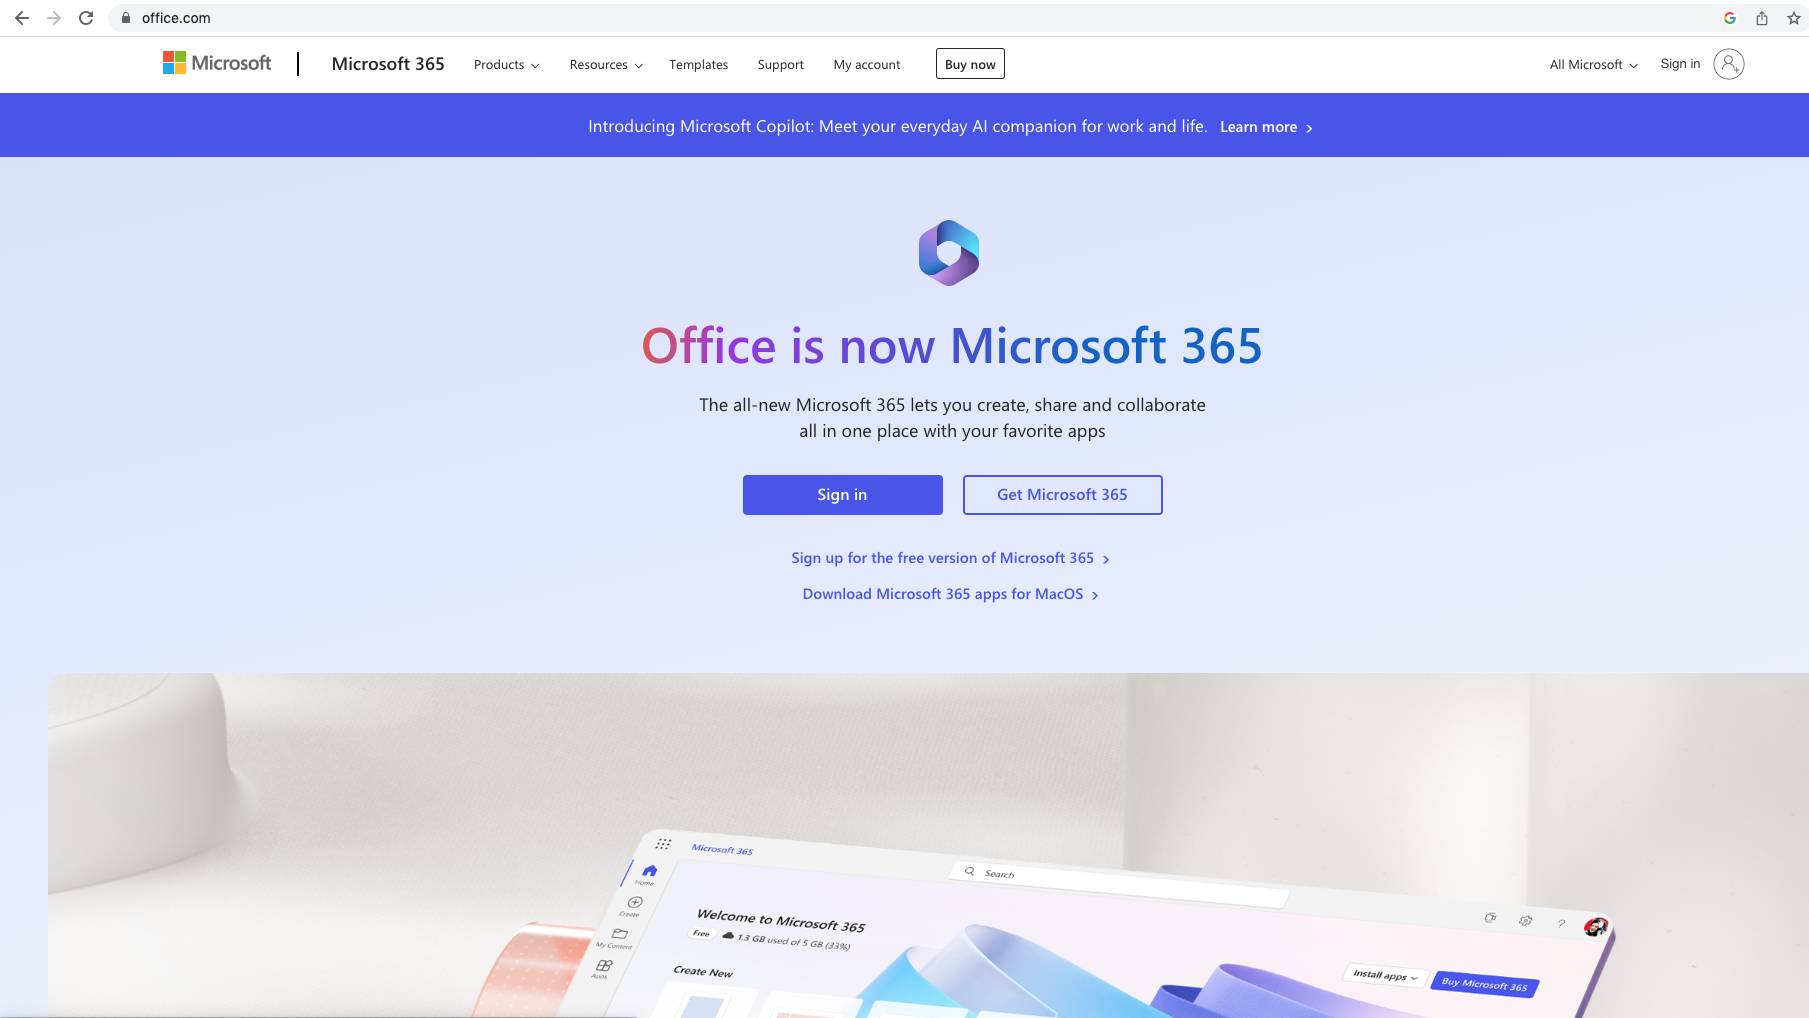 office.com
Microsoft
Microsoft 365
Products
Resources
Templates
Support
My account
Buy now
All Microsoft
Sign in
Introducing Microsoft Copilot: Meet your everyday AI companion for work and life. Learn more
Office is now Microsoft 365
The all-new Microsoft 365 lets you create, share and collaborate
all in one place with your favorite apps
Sign in
Get Microsoft 365
Sign up for the free version of Microsoft 365
Download Microsoft 365 apps for MacOS
Microsoft 365
Search
Home
Create
My Content
Apps
Welcome to Microsoft 365
Free 1.3 GB used of 5 GB (33%)
Install apps
Buy Microsoft 365
Create New